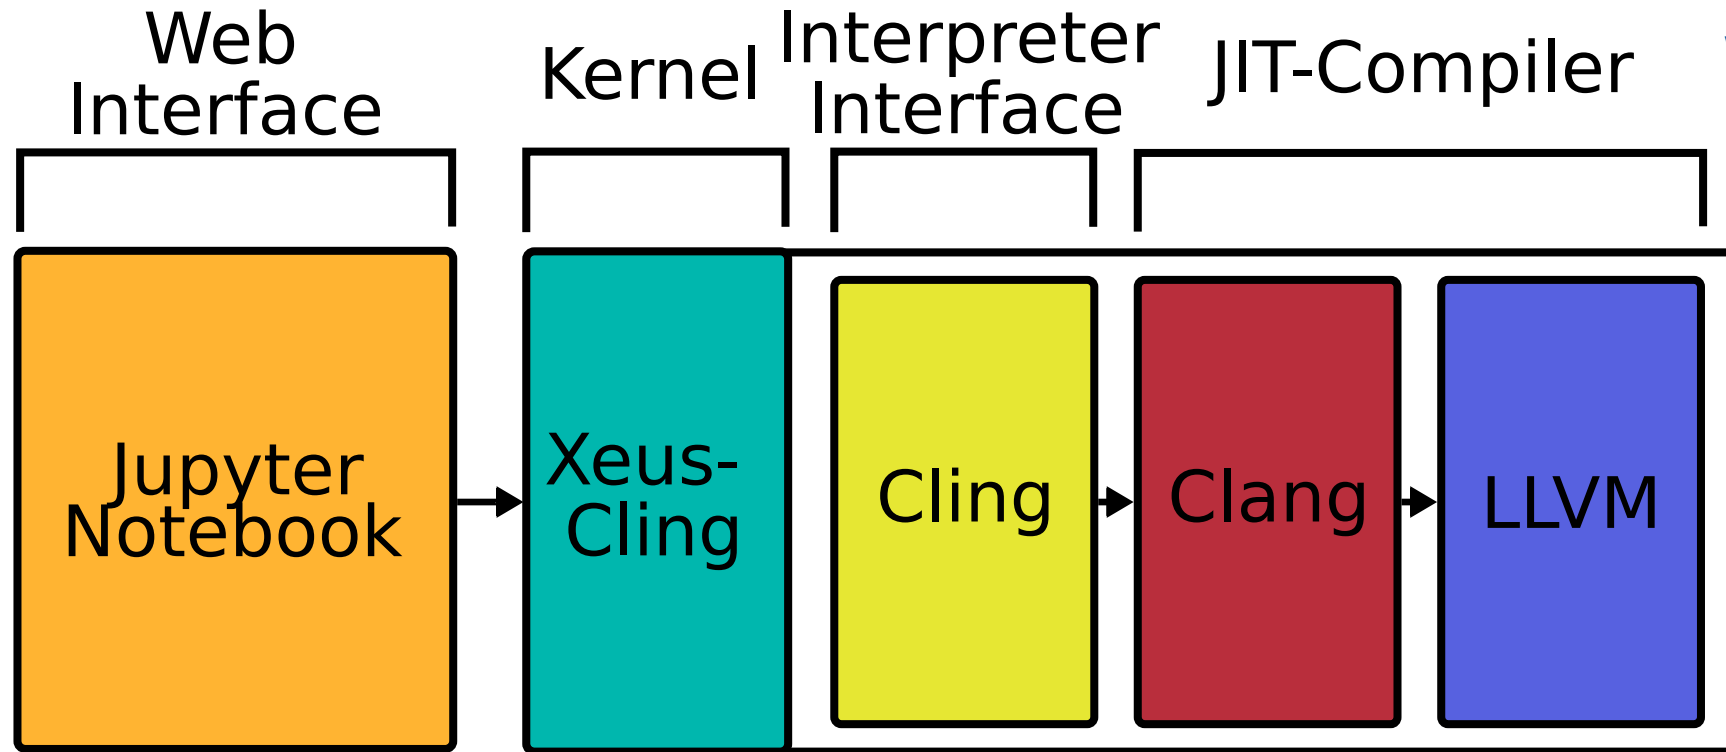 Web
Interface
Kernel
Interpreter
Interface
JIT-Compiler
Jupyter
Notebook
Xeus-
Cling
Cling
Clang
LLVM